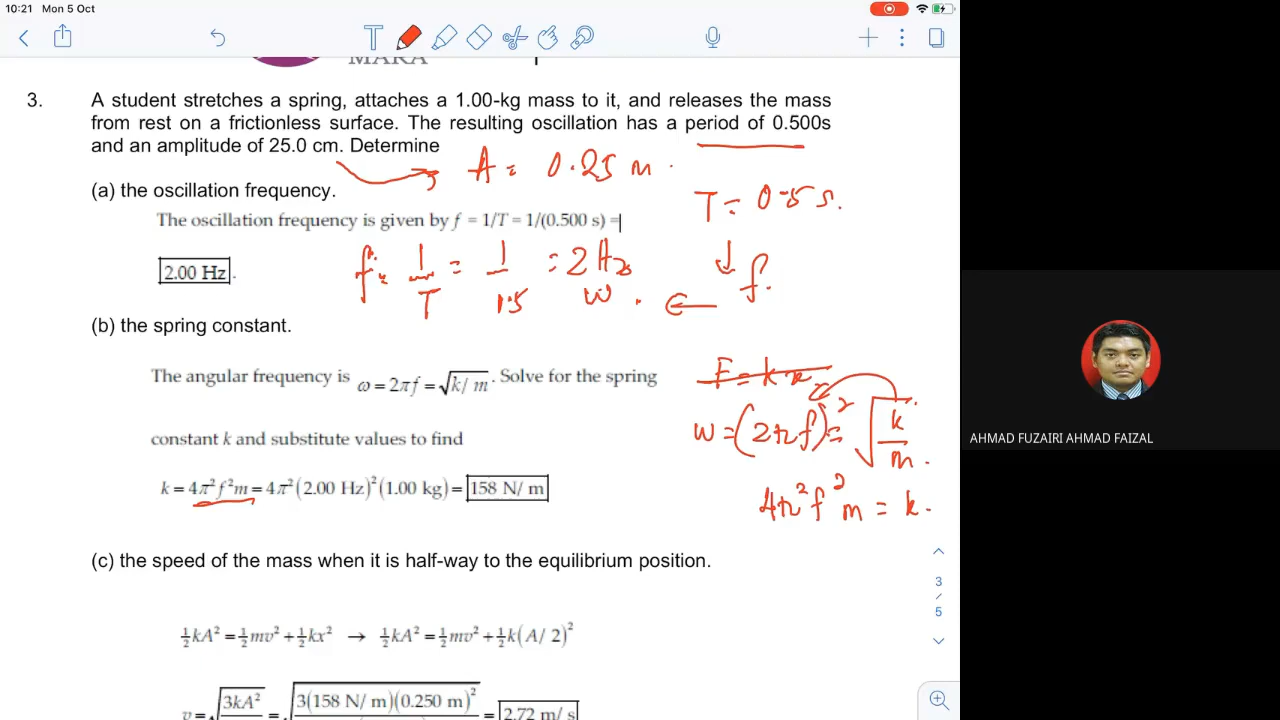 10:21 Mon 5 Oct
MARA
3. A student stretches a spring, attaches a 1.00-kg mass to it, and releases the mass
from rest on a frictionless surface. The resulting oscillation has a period of 0.500s
and an amplitude of 25.0 cm. Determine
A = 0.25 m
(a) the oscillation frequency.
T = 0.5 s.
The oscillation frequency is given by f = 1/T = 1/(0.500 s) =
2.00 Hz.
f = 1/T = 1/1.5 = 2 Hz
↓ f.
ω. ←
(b) the spring constant.
The angular frequency is ω = 2πf = √k/m. Solve for the spring
F = kx
ω = (2πf)² = √k/m.
constant k and substitute values to find
k = 4π²f²m = 4π²(2.00 Hz)²(1.00 kg) = 158 N/m
4π²f²m = k.
AHMAD FUZAIRI AHMAD FAIZAL
(c) the speed of the mass when it is half-way to the equilibrium position.
3
/
5
½kA² = ½mv² + ½kx² → ½kA² = ½mv² + ½k(A/2)²
v = √3kA² = √3(158 N/m)(0.250 m)² = 2.72 m/s